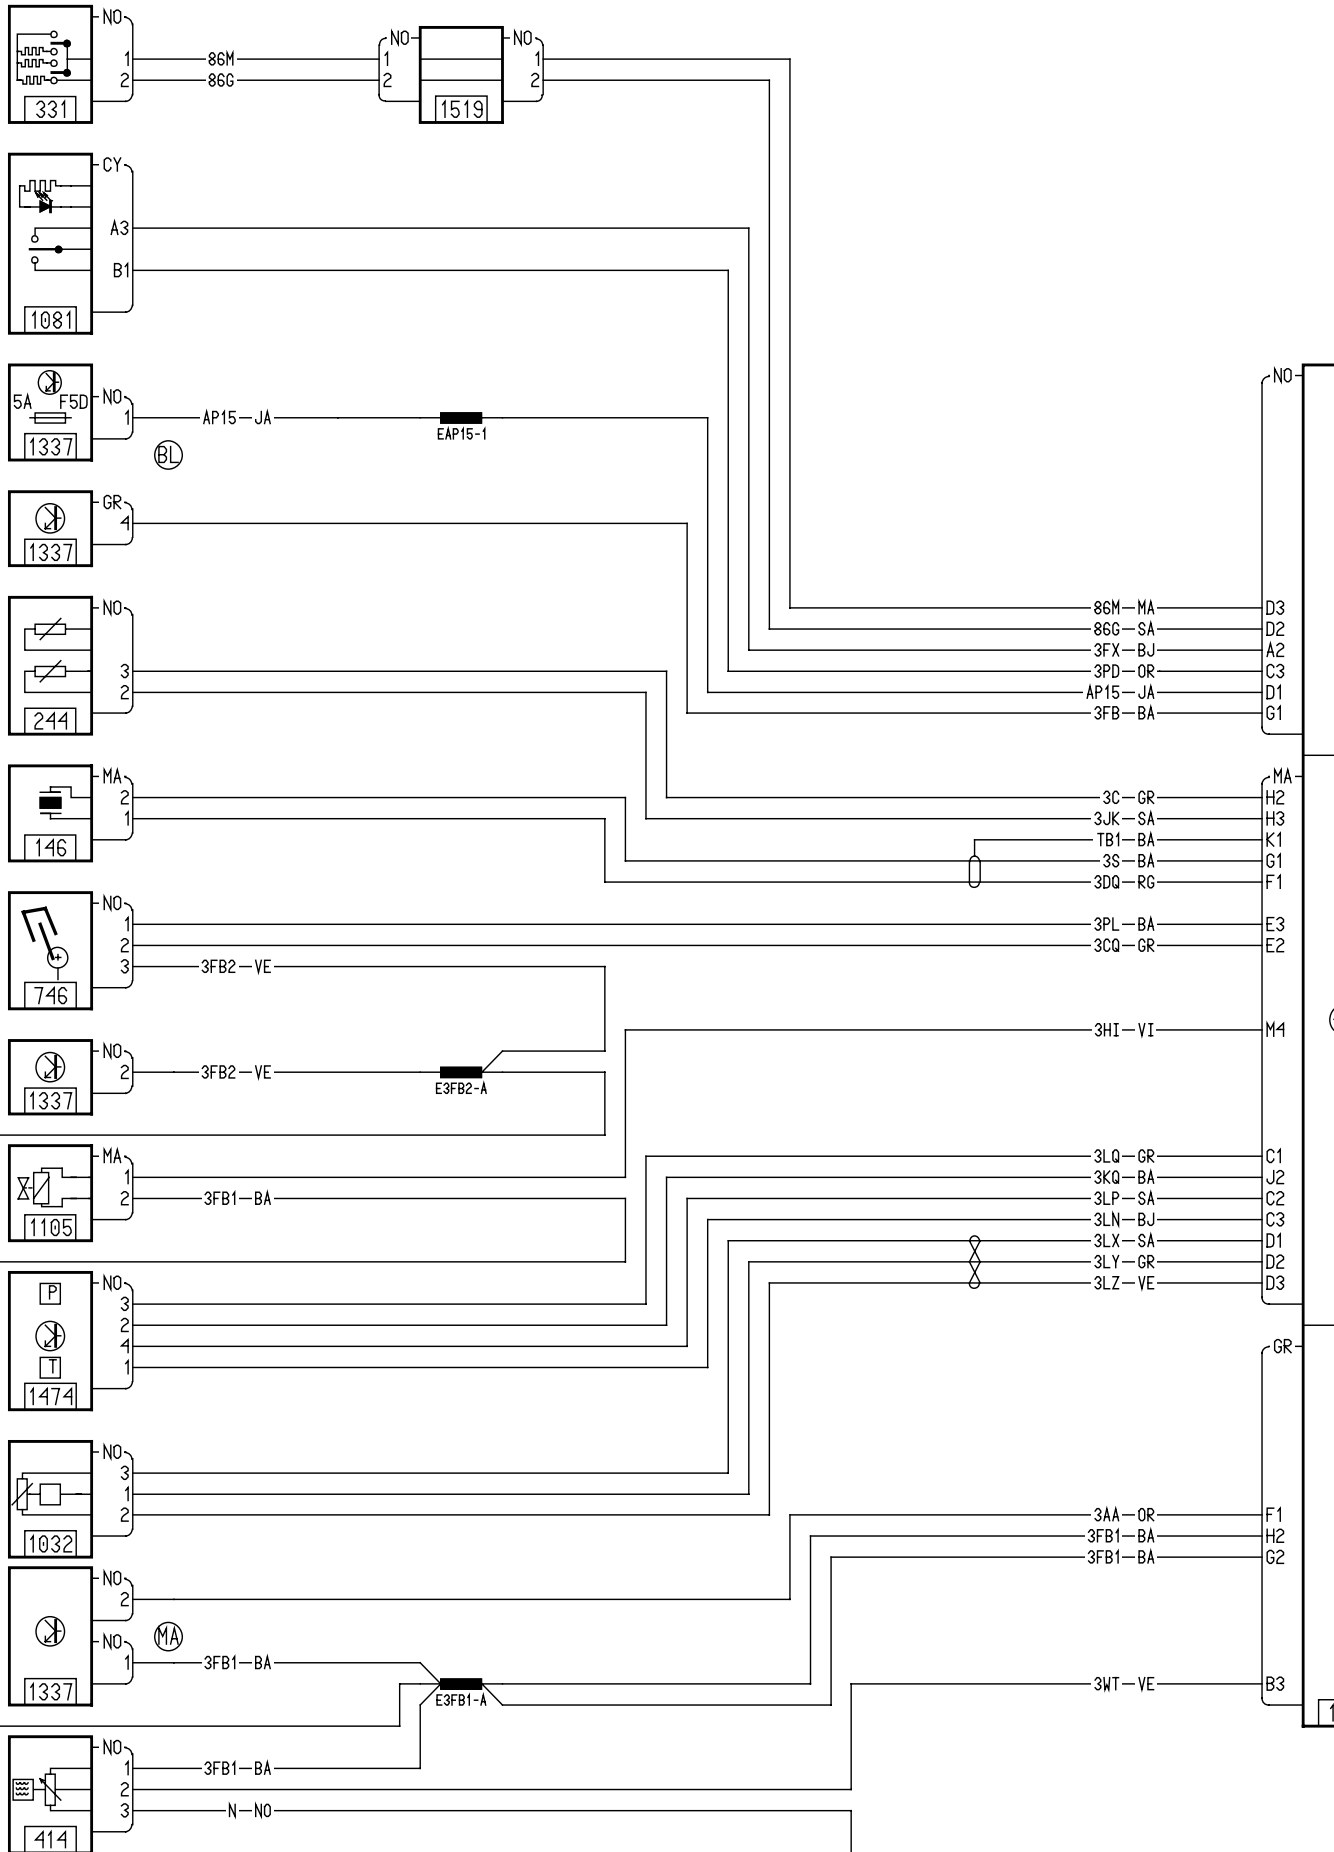 NO
1 86M
2 86G
331
NO
1
2
1519
NO
1
2
CY
A3
B1
1081
5A F5D
NO
1 AP15 JA
EAP15-1
1337
BL
GR
4
1337
NO
NO
3
2
244
86M MA D3
86G SA D2
3FX BJ A2
3PD OR C3
AP15 JA D1
3FB BA G1
MA
2
1
146
MA
3C GR H2
3JK SA H3
TB1 BA K1
3S BA G1
3DQ RG F1
NO
1
2
3 3FB2 VE
746
3PL BA E3
3CQ GR E2
3HI VI M4
NO
2 3FB2 VE
E3FB2-A
1337
MA
1
2 3FB1 BA
1105
3LQ GR C1
3KQ BA J2
3LP SA C2
3LN BJ C3
3LX SA D1
3LY GR D2
3LZ VE D3
P
T
NO
3
2
4
1
1474
GR
NO
3
1
2
1032
3AA OR F1
3FB1 BA H2
3FB1 BA G2
NO
2
NO
1 3FB1 BA
MA
1337
E3FB1-A
3WT VE B3
1
NO
1 3FB1 BA
2
3 N NO
414